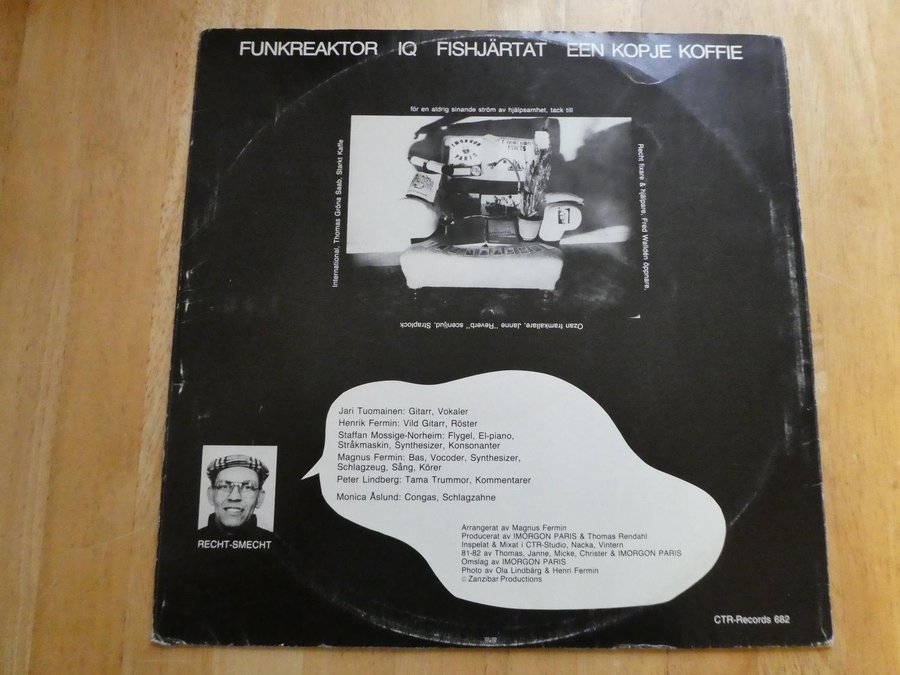 FUNKREAKTOR IQ FISHJÄRTAT EEN KOPJE KOFFIE
för en aldrig sinande ström av hjälpsamhet, tack till
Recht fixare & hjälpare, Fred Walldén öppnare.
Ozan framkallare, Janne "Reverb" scenljud, Straplock
International, Thomas Gröna Saab, Starkt Kaffe
IMORGON
PARIS
Jari Tuomainen: Gitarr, Vokaler
Henrik Fermin: Vild Gitarr, Röster
Staffan Mossige-Norheim: Flygel, El-piano,
Stråkmaskin, Synthesizer, Konsonanter
Magnus Fermin: Bas, Vocoder, Synthesizer,
Schlagzeug, Sång, Körer
Peter Lindberg: Tama Trummor, Kommentarer
Monica Åslund: Congas, Schlagzahne
RECHT-SMECHT
Arrangerat av Magnus Fermin
Producerat av IMORGON PARIS & Thomas Rendahl
Inspelat & Mixat i CTR-Studio, Nacka, Vintern
81-82 av Thomas, Janne, Micke, Christer & IMORGON PARIS
Omslag av IMORGON PARIS
Photo av Ola Lindbärg & Henri Fermin
© Zanzibar Productions
CTR-Records 682